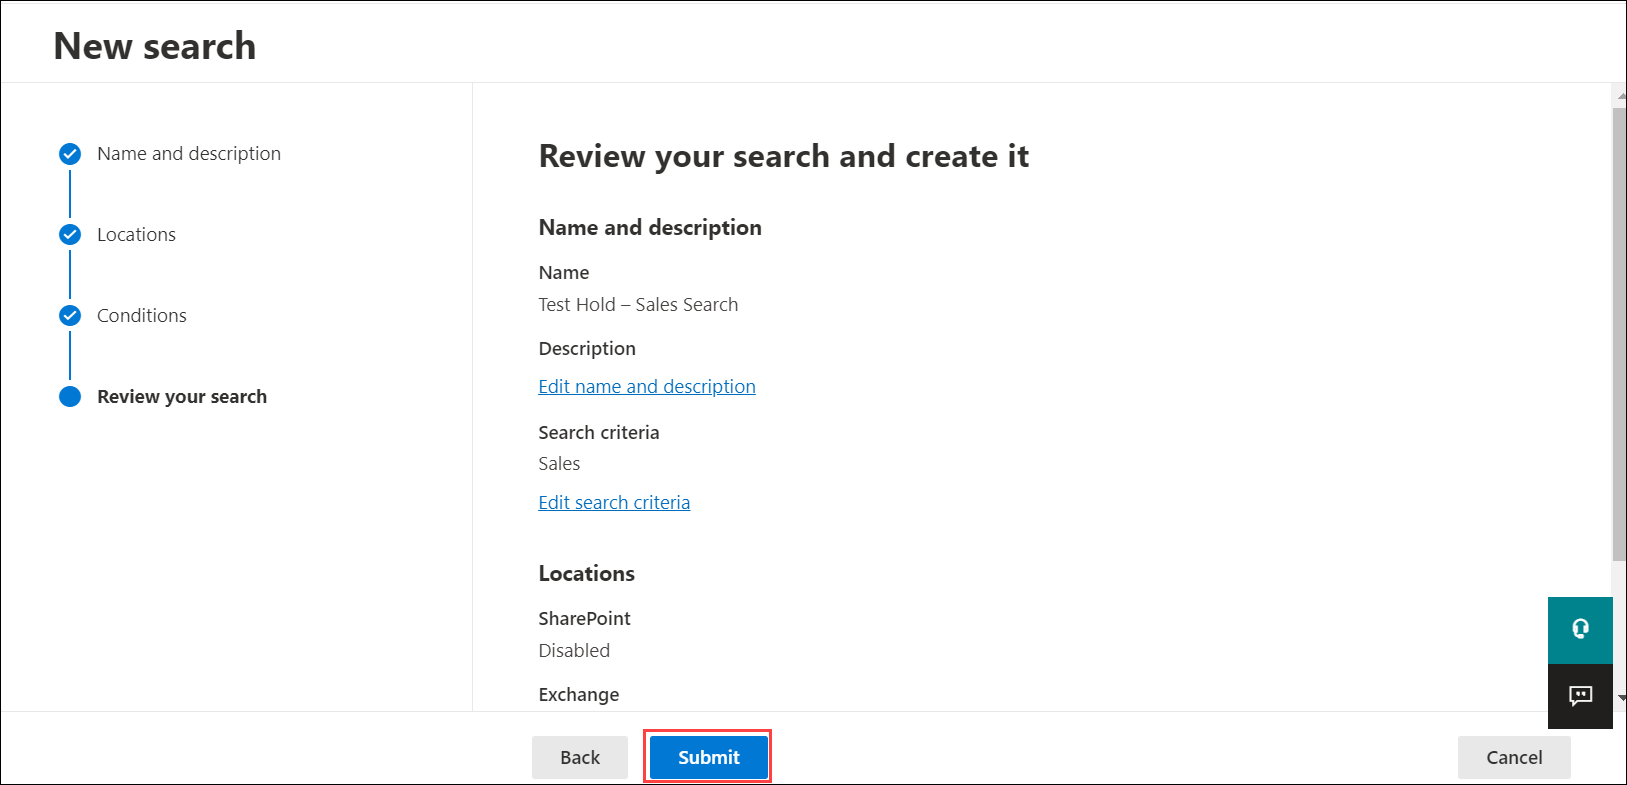 New search
Name and description
Locations
Conditions
Review your search
Review your search and create it
Name and description
Name
Test Hold – Sales Search
Description
Edit name and description
Search criteria
Sales
Edit search criteria
Locations
SharePoint
Disabled
Exchange
Back
Submit
Cancel